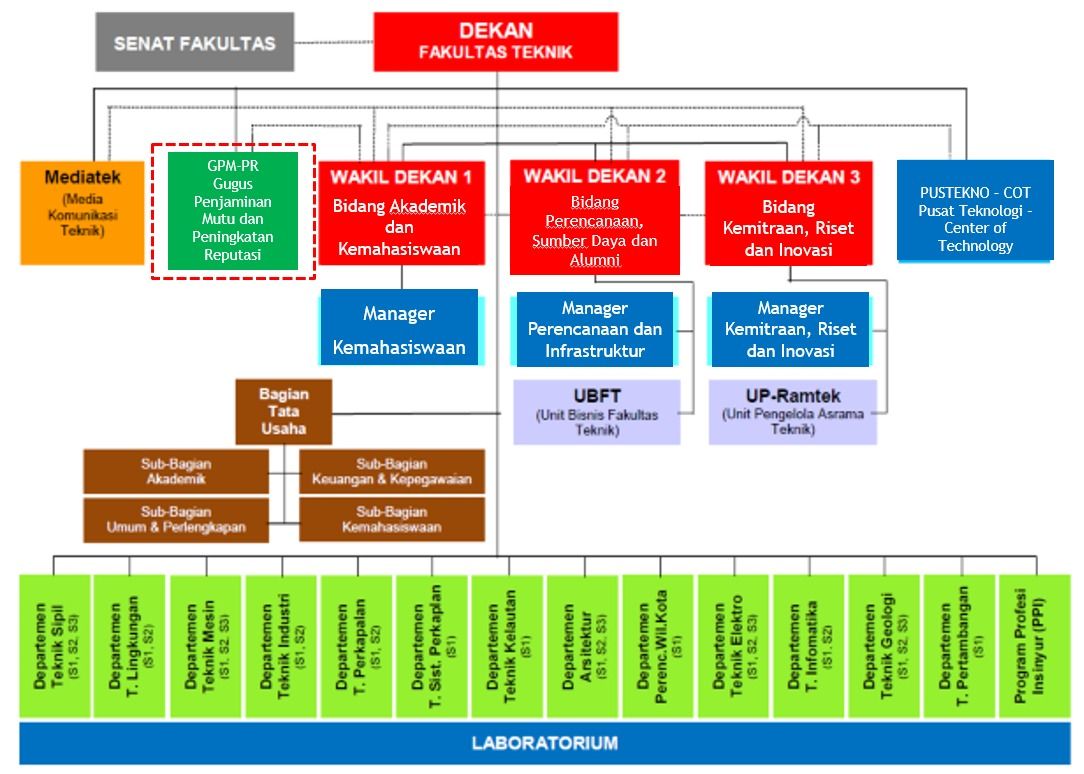 SENAT FAKULTAS
DEKAN
FAKULTAS TEKNIK
Mediatek
(Media
Komunikasi
Teknik)
GPM-PR
Gugus
Penjaminan
Mutu dan
Peningkatan
Reputasi
WAKIL DEKAN 1
Bidang Akademik
dan
Kemahasiswaan
WAKIL DEKAN 2
Bidang
Perencanaan,
Sumber Daya dan
Alumni
WAKIL DEKAN 3
Bidang
Kemitraan, Riset
dan Inovasi
PUSTEKNO – COT
Pusat Teknologi –
Center of
Technology
Manager
Kemahasiswaan
Manager
Perencanaan dan
Infrastruktur
Manager
Kemitraan, Riset
dan Inovasi
UBFT
(Unit Bisnis Fakultas
Teknik)
UP-Ramtek
(Unit Pengelola Asrama
Teknik)
Bagian
Tata
Usaha
Sub-Bagian
Akademik
Sub-Bagian
Keuangan & Kepegawaian
Sub-Bagian
Umum & Perlengkapan
Sub-Bagian
Kemahasiswaan
Departemen
Teknik Sipil
(S1, S2, S3)
Departemen
T. Lingkungan
(S1, S2)
Departemen
Teknik Mesin
(S1, S2, S3)
Departemen
Teknik Industri
(S1, S2)
Departemen
T. Perkapalan
(S1, S2)
Departemen
T. Sist. Perkaplan
(S1)
Departemen
Teknik Kelautan
(S1)
Departemen
Arsitektur
(S1, S2, S3)
Departemen
Perenc.Wil.Kota
(S1)
Departemen
Teknik Elektro
(S1, S2, S3)
Departemen
T. Infomatika
(S1, S2)
Departemen
Teknik Geologi
(S1, S2, S3)
Departemen
T. Pertambangan
(S1)
Program Profesi
Insinyur (PPI)
LABORATORIUM